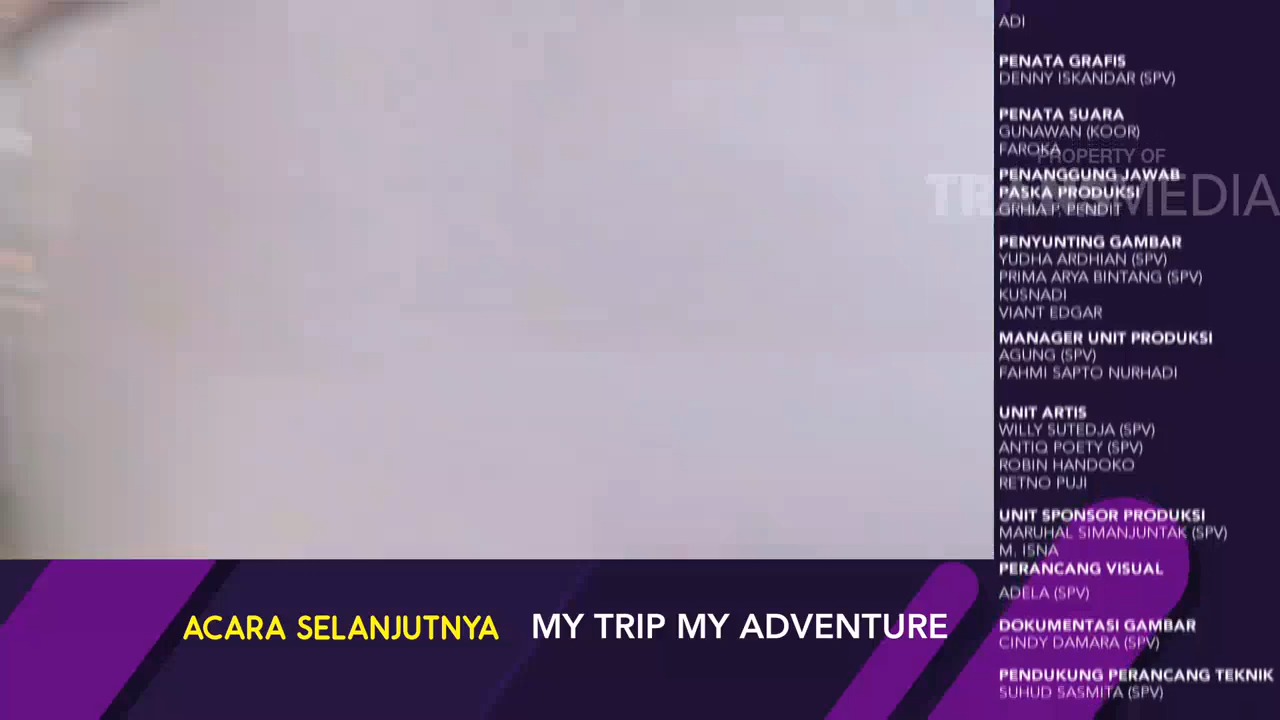 ADI
PENATA GRAFIS
DENNY ISKANDAR (SPV)
PENATA SUARA
GUNAWAN (KOOR)
FAROKA
PROPERTY OF
TRANSMEDIA
PENANGGUNG JAWAB
PASKA PRODUKSI
GRHIA P. PENDIT
PENYUNTING GAMBAR
YUDHA ARDHIAN (SPV)
PRIMA ARYA BINTANG (SPV)
KUSNADI
VIANT EDGAR
MANAGER UNIT PRODUKSI
AGUNG (SPV)
FAHMI SAPTO NURHADI
UNIT ARTIS
WILLY SUTEDJA (SPV)
ANTIQ POETY (SPV)
ROBIN HANDOKO
RETNO PUJI
UNIT SPONSOR PRODUKSI
MARUHAL SIMANJUNTAK (SPV)
M. ISNA
PERANCANG VISUAL
ADELA (SPV)
DOKUMENTASI GAMBAR
CINDY DAMARA (SPV)
PENDUKUNG PERANCANG TEKNIK
SUHUD SASMITA (SPV)
ACARA SELANJUTNYA MY TRIP MY ADVENTURE